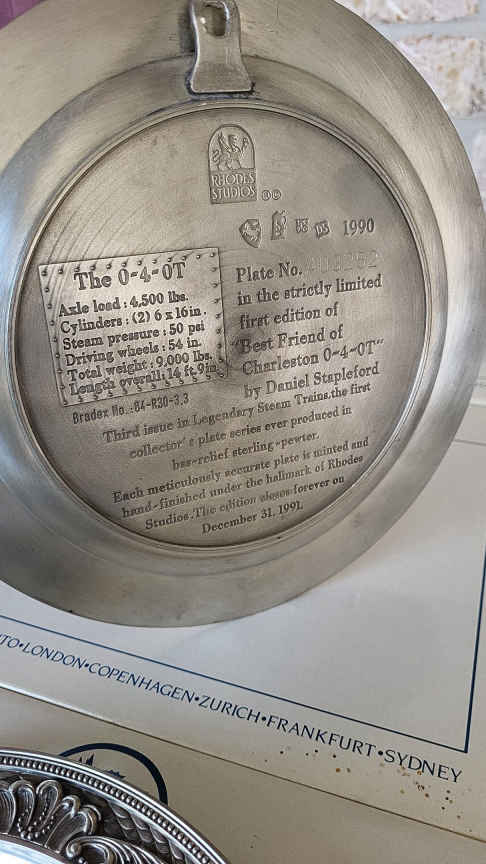 RHODES
STUDIOS ®©
1990
The 0-4-0T
Axle load : 4,500 lbs.
Cylinders : (2) 6 x 16 in.
Steam pressure : 50 psi
Driving wheels : 54 in.
Total weight : 9,000 lbs.
Length overall: 14 ft. 9 in.
Bradex No.: 84-R20-3.3
Plate No.
in the strictly limited
first edition of
"Best Friend of
Charleston 0-4-0T"
by Daniel Stapleford
Third issue in Legendary Steam Trains, the first
collector's plate series ever produced in
bas-relief sterling-pewter.
Each meticulously accurate plate is minted and
hand-finished under the hallmark of Rhodes
Studios. The edition closes forever on
December 31, 1991.
TO•LONDON•COPENHAGEN•ZURICH•FRANKFURT•SYDNEY